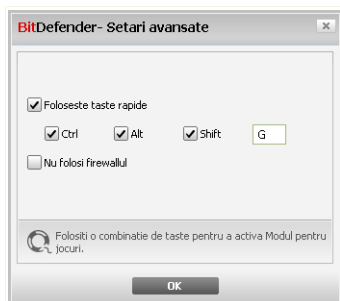 BitDefender- Setari avansate
Foloseste taste rapide
Ctrl Alt Shift G
Nu folosi firewallul
Folositi o combinatie de taste pentru a activa Modul pentru
jocuri.
OK